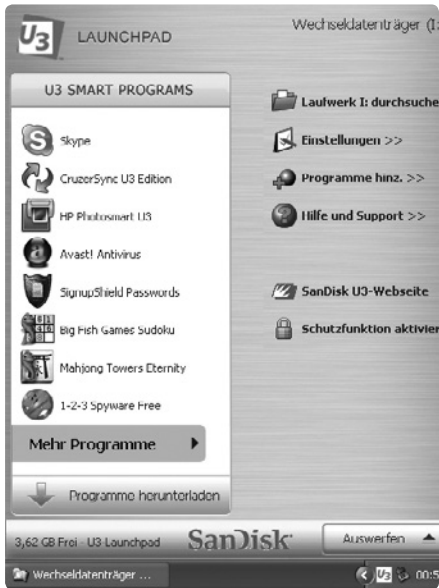 U3
LAUNCHPAD
Wechseldatenträger (I:
U3 SMART PROGRAMS
Skype
CruzerSync U3 Edition
HP Photosmart U3
Avast! Antivirus
SignupShield Passwords
Big Fish Games Sudoku
Mahjong Towers Eternity
1-2-3 Spyware Free
Mehr Programme
Programme herunterladen
Laufwerk I: durchsuche
Einstellungen >>
Programme hinz. >>
Hilfe und Support >>
SanDisk U3-Webseite
Schutzfunktion aktivier
3,62 GB Frei - U3 Launchpad
SanDisk
Auswerfen
Wechseldatenträger ...
U3
00:5